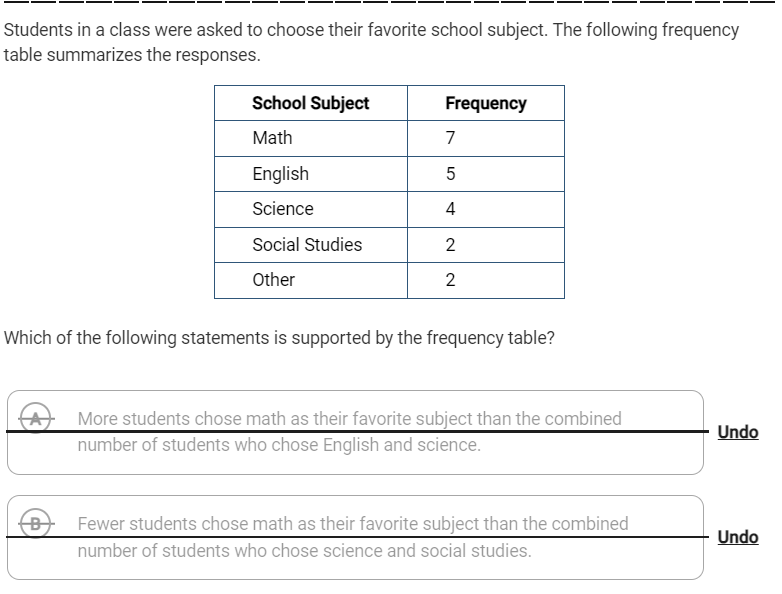 Students in a class were asked to choose their favorite school subject. The following frequency
table summarizes the responses.
School Subject Frequency
Math 7
English 5
Science 4
Social Studies 2
Other 2
Which of the following statements is supported by the frequency table?
A More students chose math as their favorite subject than the combined
number of students who chose English and science.
Undo
B Fewer students chose math as their favorite subject than the combined
number of students who chose science and social studies.
Undo